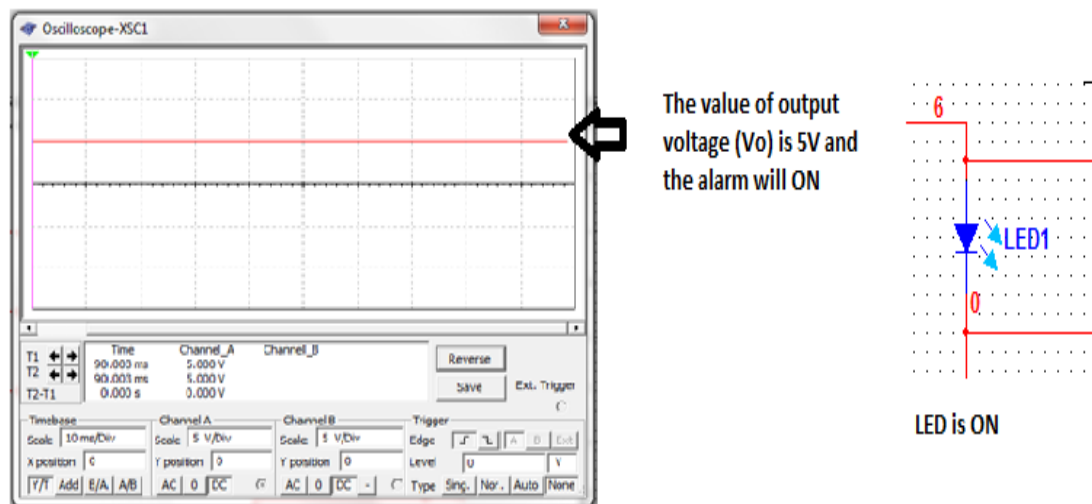 Oscilloscope-XSC1
The value of output
voltage (Vo) is 5V and
the alarm will ON
6
LED1
0
LED is ON
Time Channel_A Channel_B
T1 90.003 ms 5.000 V
T2 90.003 ms 5.000 V
T2-T1 0.000 s 0.000 V
Reverse
Save
Ext. Trigger
Timebase Channel A Channel B Trigger
Scale 10 ms/Div Scale 5 V/Div Scale 5 V/Div Edge A B Ext
X position 0 Y position 0 Y position 0 Level 0 V
Y/T Add B/A A/B AC 0 DC AC 0 DC - Type Sing. Nor. Auto None